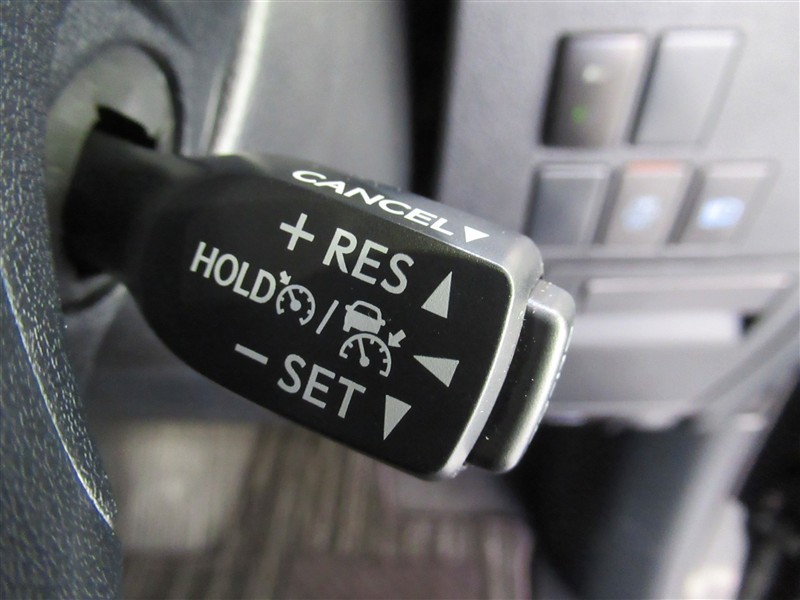 CANCEL ▼
+ RES ▲
HOLD / ◀
− SET ▼